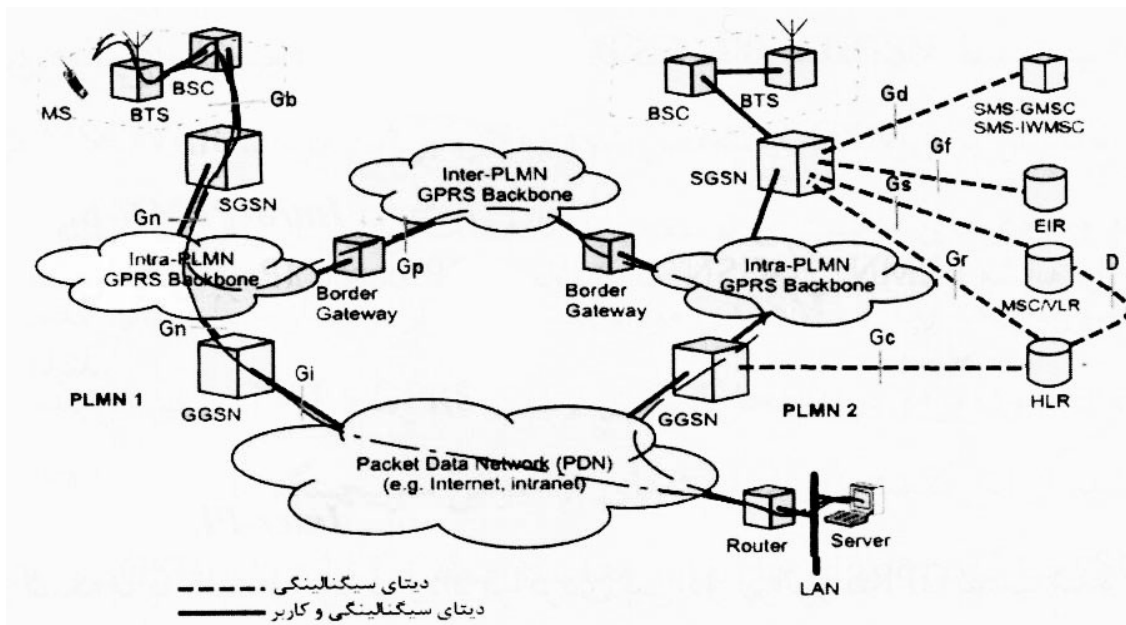 BSC
MS
BTS
Gb
SGSN
Gn
Intra-PLMN
GPRS Backbone
Gn
GGSN
PLMN 1
Gi
Inter-PLMN
GPRS Backbone
Gp
Border
Gateway
Border
Gateway
BSC
BTS
SGSN
Intra-PLMN
GPRS Backbone
GGSN
PLMN 2
Gd
SMS-GMSC
SMS-IWMSC
Gf
EIR
Gs
MSC/VLR
Gr
D
Gc
HLR
Packet Data Network (PDN)
(e.g. Internet, intranet)
Router
Server
LAN
دیتای سیگنالینگی
دیتای سیگنالینگی و کاربر